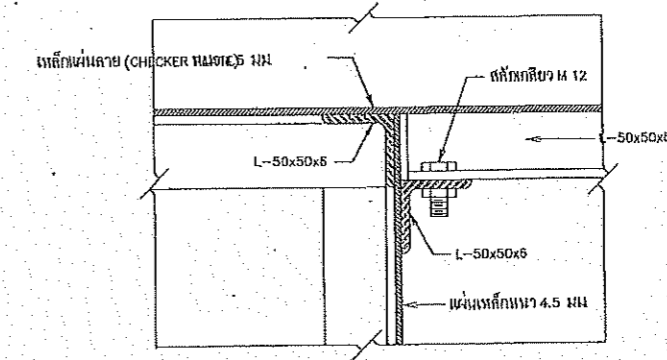 เหล็กแผ่นลาย (CHECKER PLATE)5 มม.
สลักเกลียว M 12
L-50x50x6
L-50x50x6
L-50x50x6
แผ่นเหล็กหนา 4.5 มม